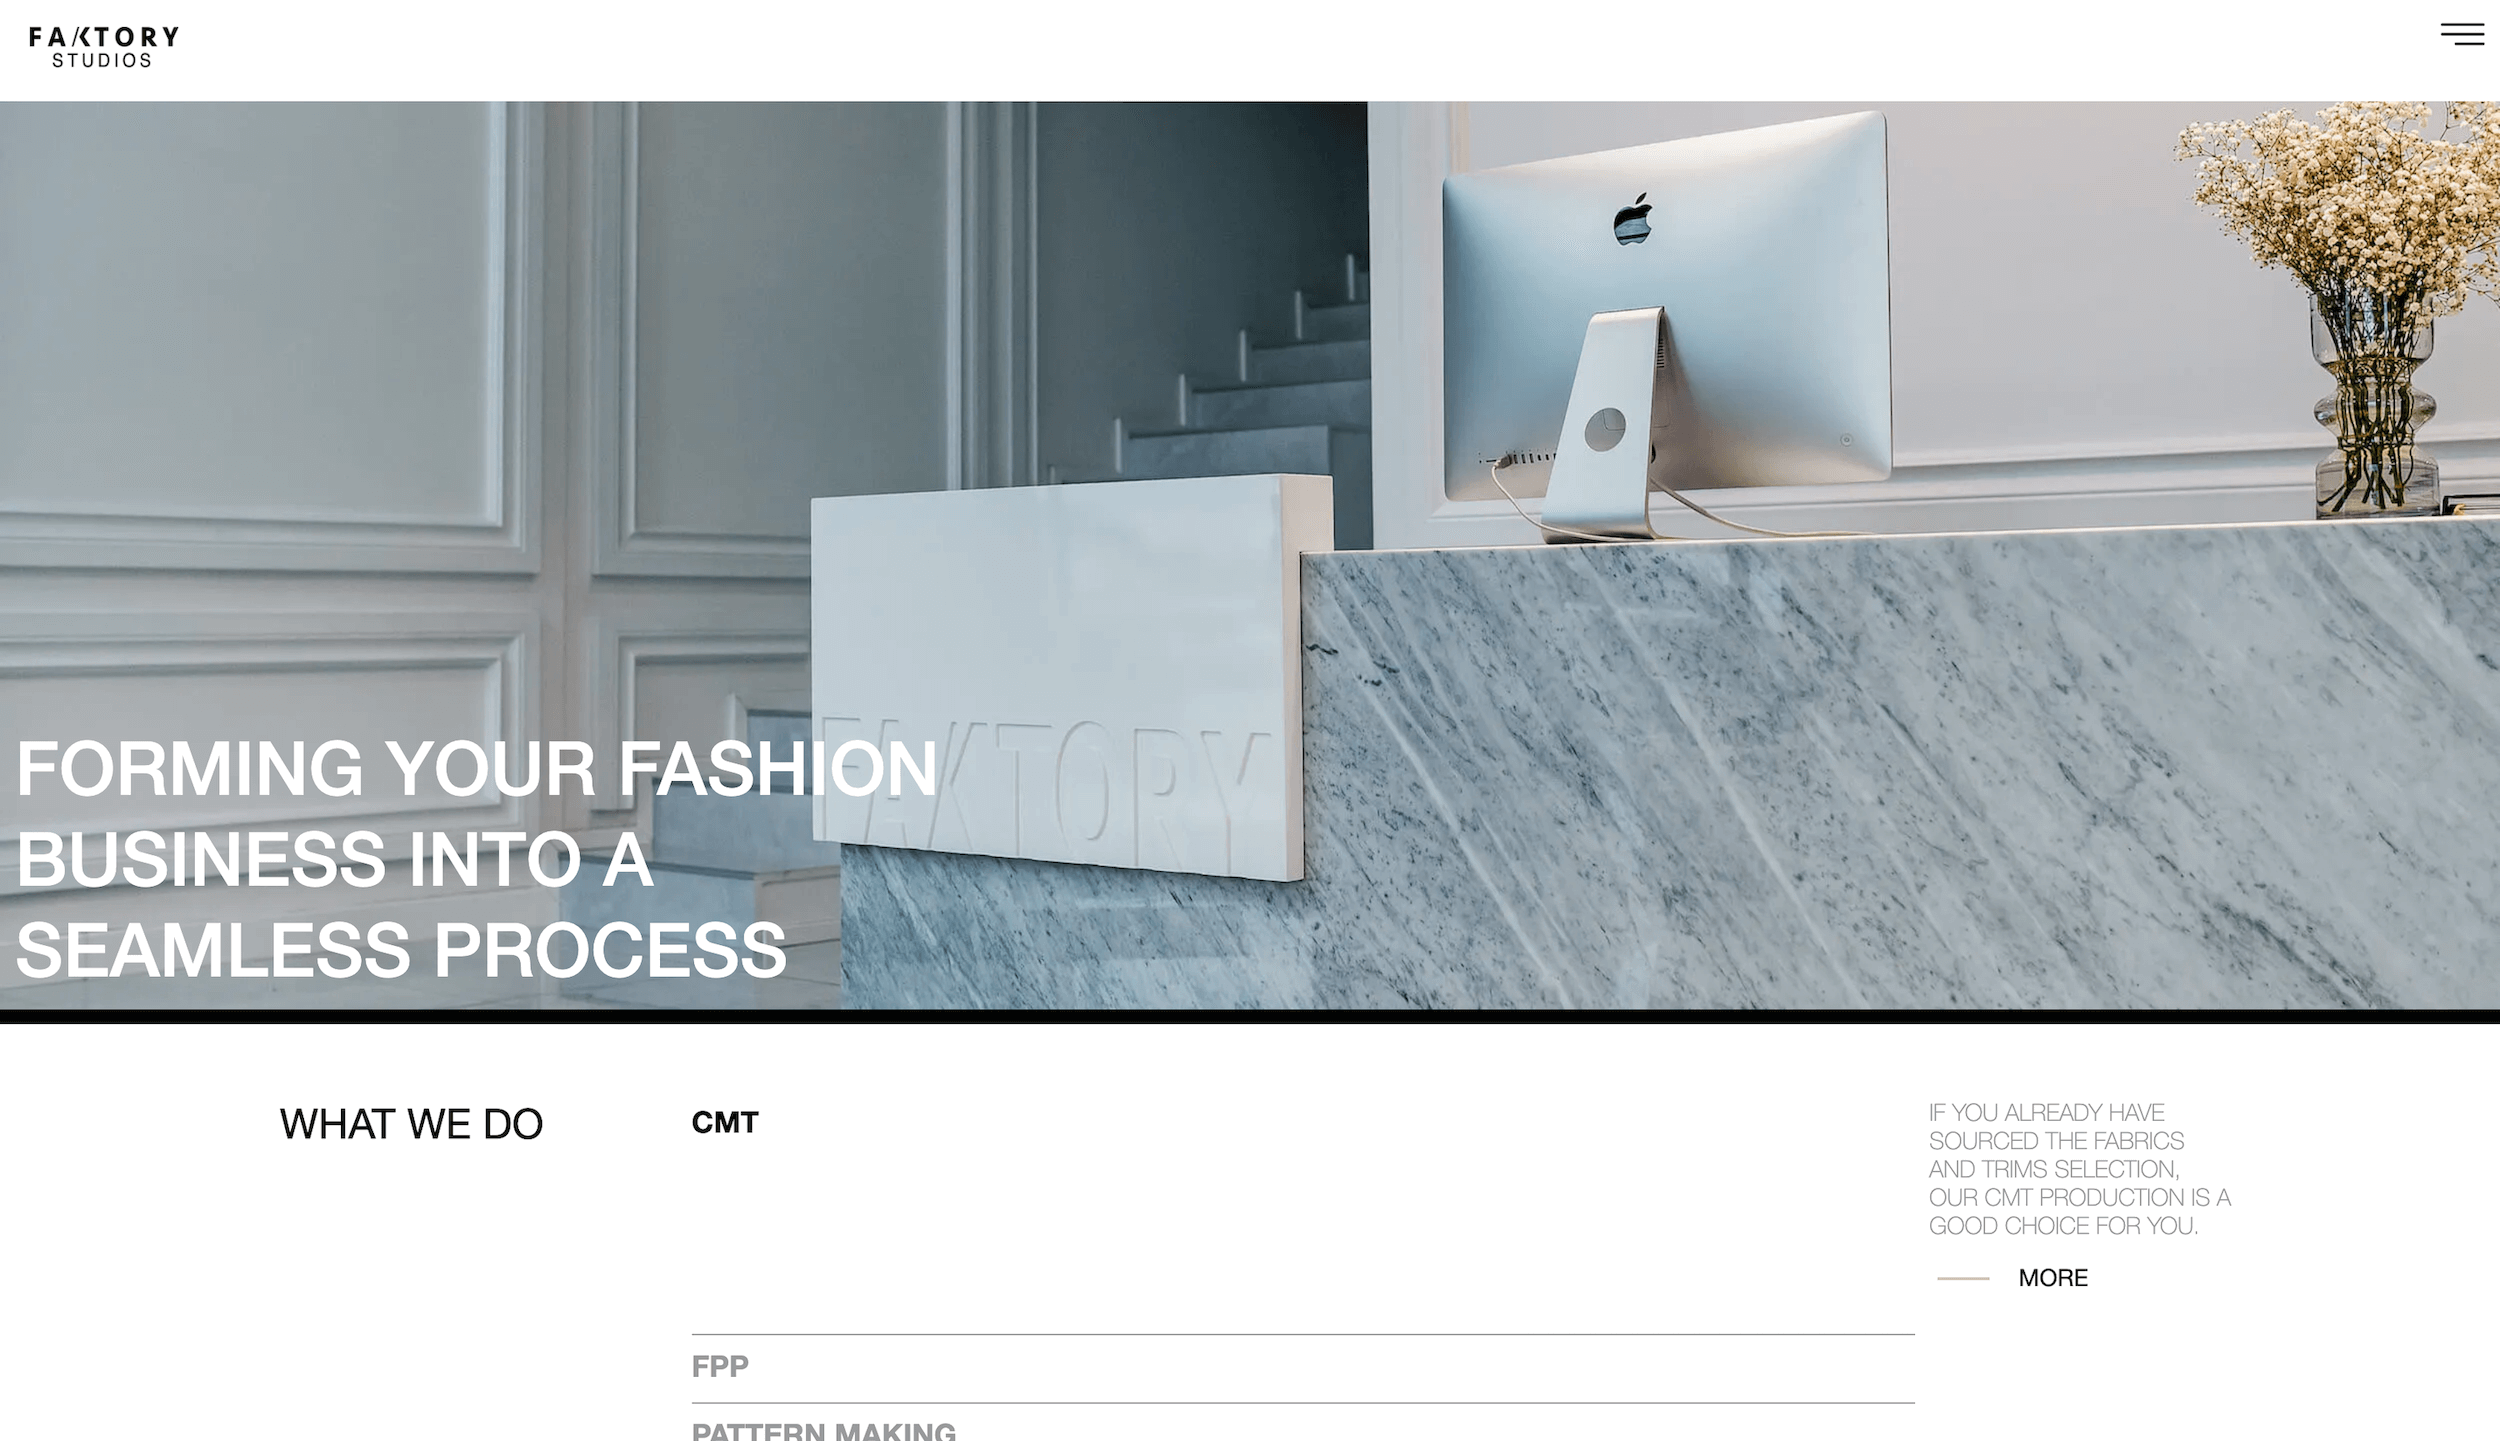 FAKTORY
STUDIOS
FAKTORY
FORMING YOUR FASHION
BUSINESS INTO A
SEAMLESS PROCESS
WHAT WE DO
CMT
IF YOU ALREADY HAVE
SOURCED THE FABRICS
AND TRIMS SELECTION,
OUR CMT PRODUCTION IS A
GOOD CHOICE FOR YOU.
MORE
FPP
PATTERN MAKING